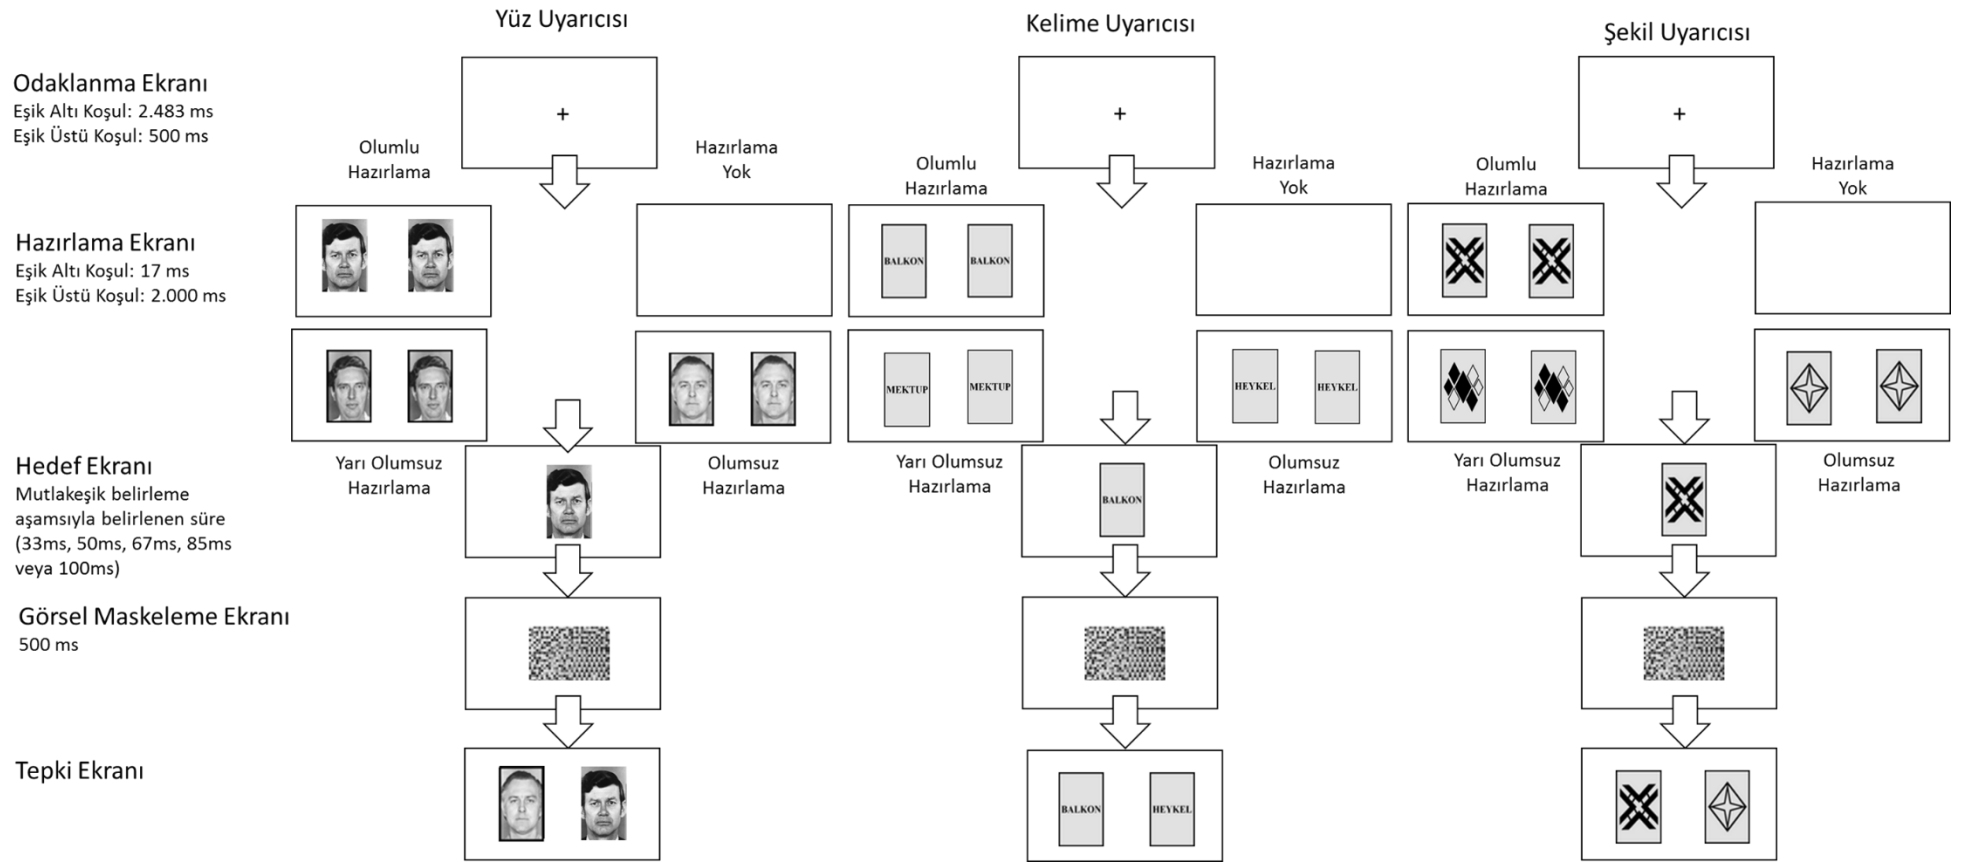 Yüz Uyarıcısı
Kelime Uyarıcısı
Şekil Uyarıcısı
Odaklanma Ekranı
Eşik Altı Koşul: 2.483 ms
Eşik Üstü Koşul: 500 ms
+
+
+
Olumlu
Hazırlama
Hazırlama
Yok
Olumlu
Hazırlama
Hazırlama
Yok
Olumlu
Hazırlama
Hazırlama
Yok
Hazırlama Ekranı
Eşik Altı Koşul: 17 ms
Eşik Üstü Koşul: 2.000 ms
BALKON
BALKON
MEKTUP
MEKTUP
HEYKEL
HEYKEL
Hedef Ekranı
Mutlakeşik belirleme
aşamsıyla belirlenen süre
(33ms, 50ms, 67ms, 85ms
veya 100ms)
Yarı Olumsuz
Hazırlama
Olumsuz
Hazırlama
Yarı Olumsuz
Hazırlama
BALKON
Olumsuz
Hazırlama
Yarı Olumsuz
Hazırlama
Olumsuz
Hazırlama
Görsel Maskeleme Ekranı
500 ms
Tepki Ekranı
BALKON
HEYKEL